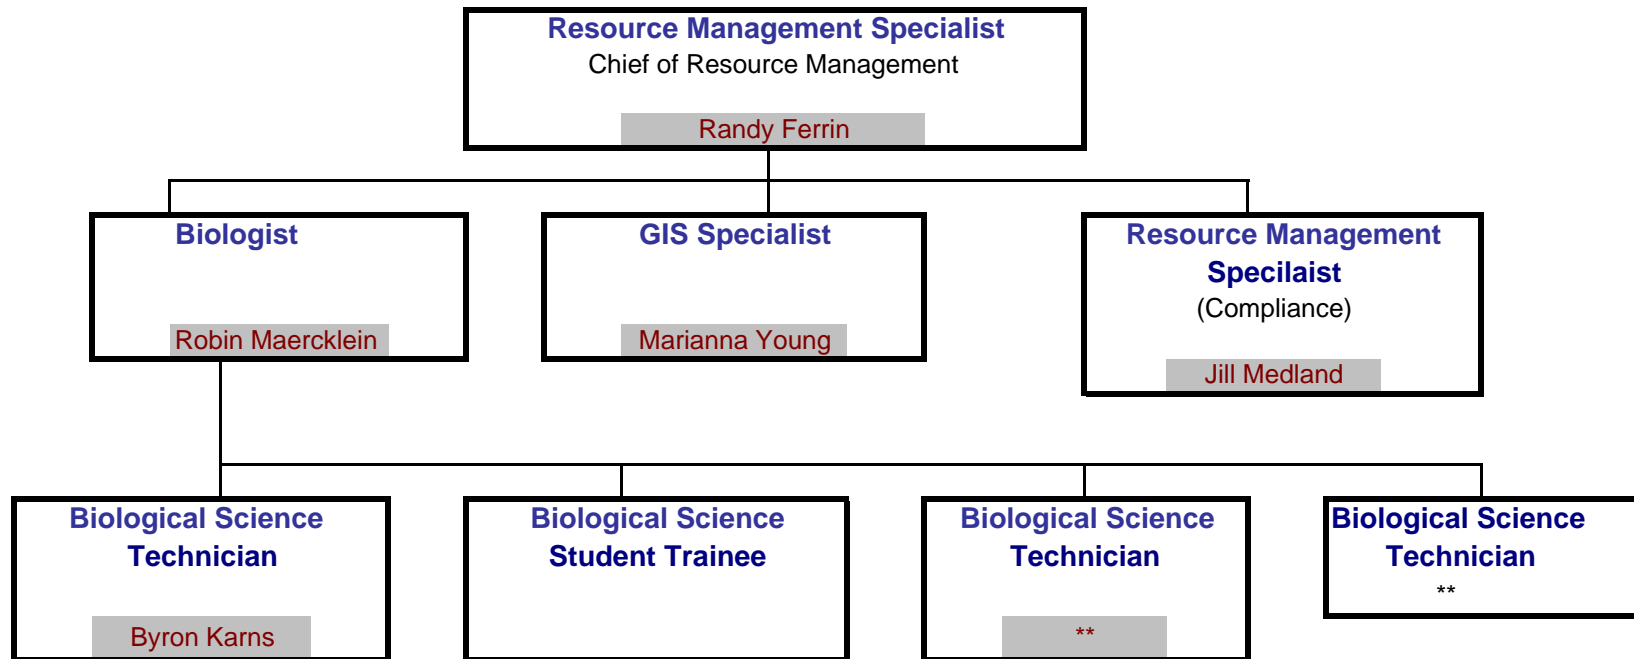 Resource Management Specialist
Chief of Resource Management
Randy Ferrin
Biologist
Robin Maercklein
GIS Specialist
Marianna Young
Resource Management
Specilaist
(Compliance)
Jill Medland
Biological Science
Technician
Byron Karns
Biological Science
Student Trainee
Biological Science
Technician
**
Biological Science
Technician
**